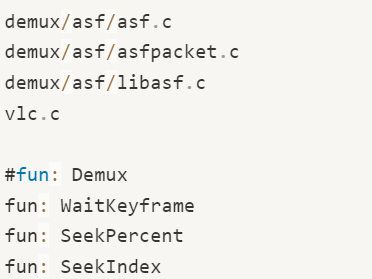 demux/asf/asf.c
demux/asf/asfpacket.c
demux/asf/libasf.c
vlc.c
#fun: Demux
fun: WaitKeyframe
fun: SeekPercent
fun: SeekIndex